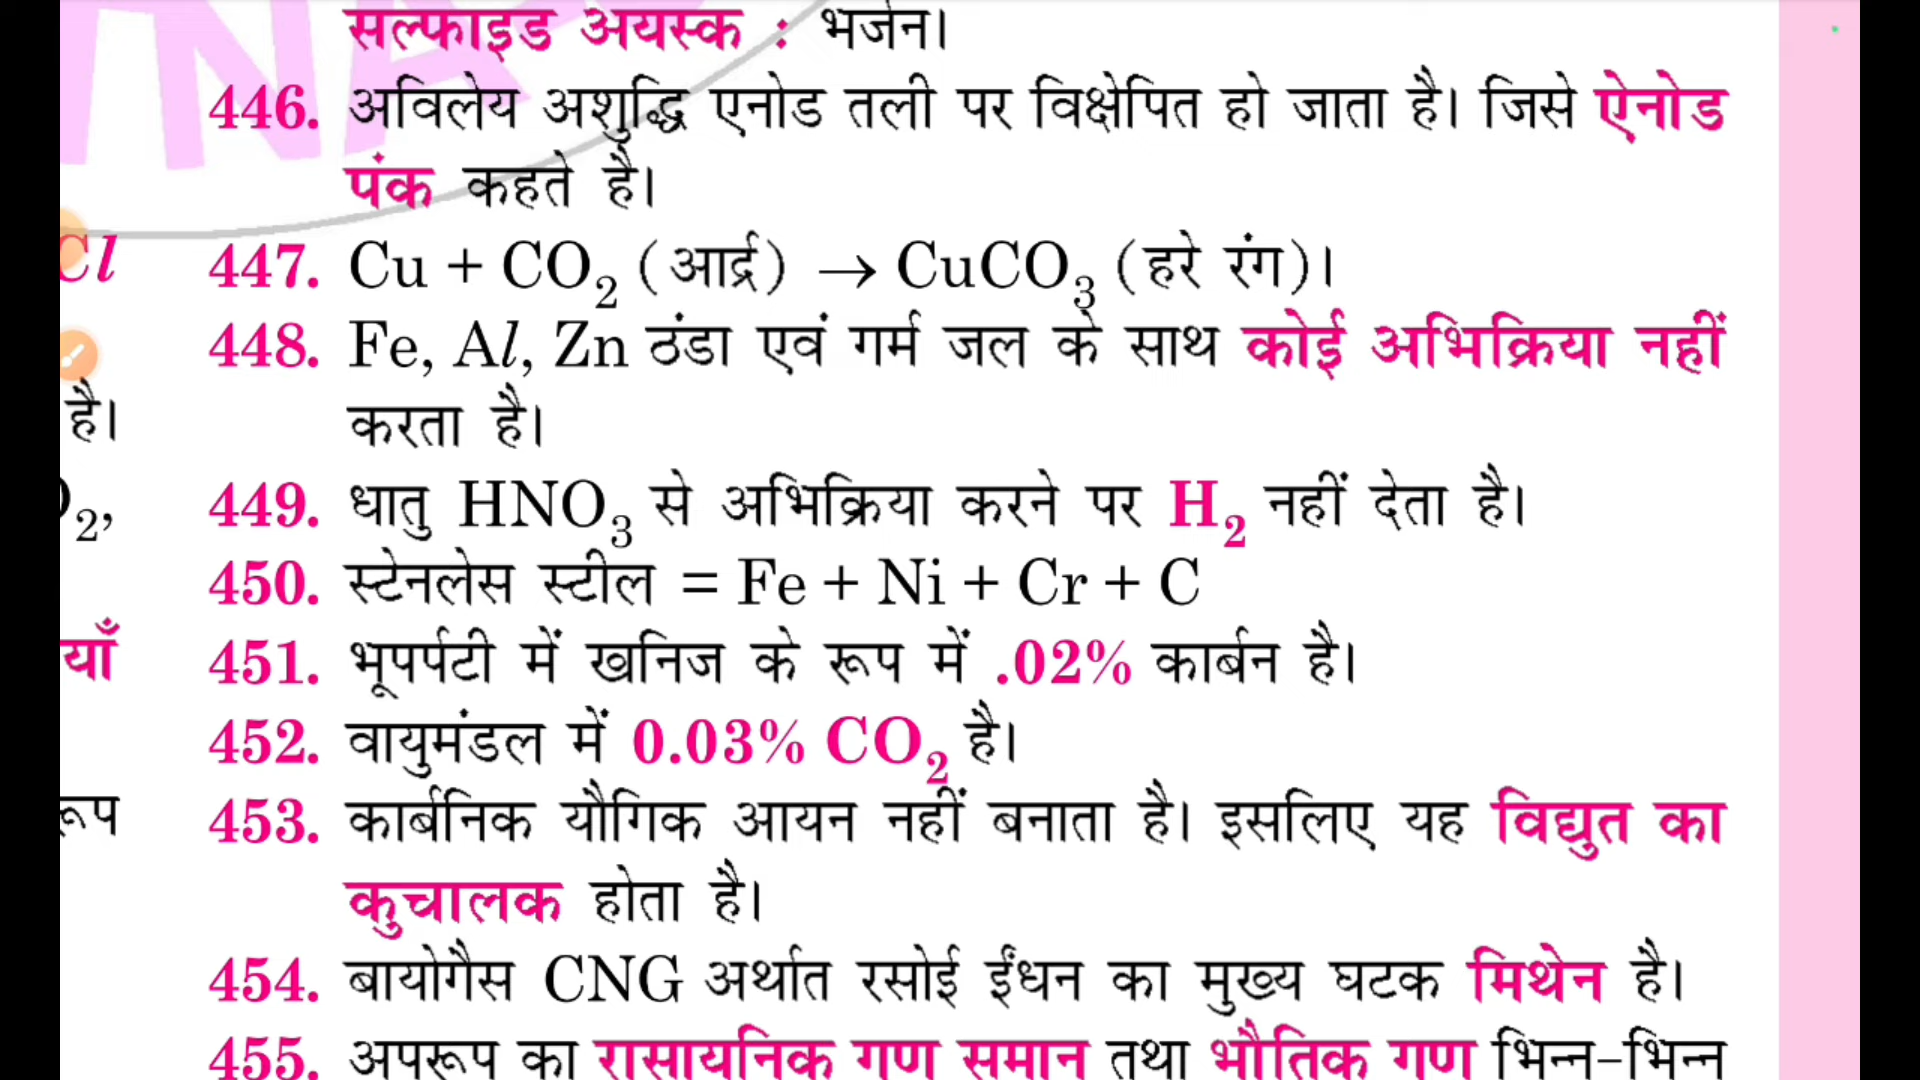 सल्फाइड अयस्क : भर्जन।
446. अविलेय अशुद्धि एनोड तली पर विक्षेपित हो जाता है। जिसे ऐनोड
पंक कहते है।
Cl
447. Cu + CO₂ (आर्द्र) → CuCO₃ (हरे रंग)।
448. Fe, Al, Zn ठंडा एवं गर्म जल के साथ कोई अभिक्रिया नहीं
है।
करता है।
449. धातु HNO₃ से अभिक्रिया करने पर H₂ नहीं देता है।
450. स्टेनलेस स्टील = Fe + Ni + Cr + C
याँ
451. भूपर्पटी में खनिज के रूप में .02% कार्बन है।
452. वायुमंडल में 0.03% CO₂ है।
रूप
453. कार्बनिक यौगिक आयन नहीं बनाता है। इसलिए यह विद्युत का
कुचालक होता है।
454. बायोगैस CNG अर्थात रसोई ईंधन का मुख्य घटक मिथेन है।
455. अपरूप का रासायनिक गुण समान तथा भौतिक गुण भिन्न-भिन्न